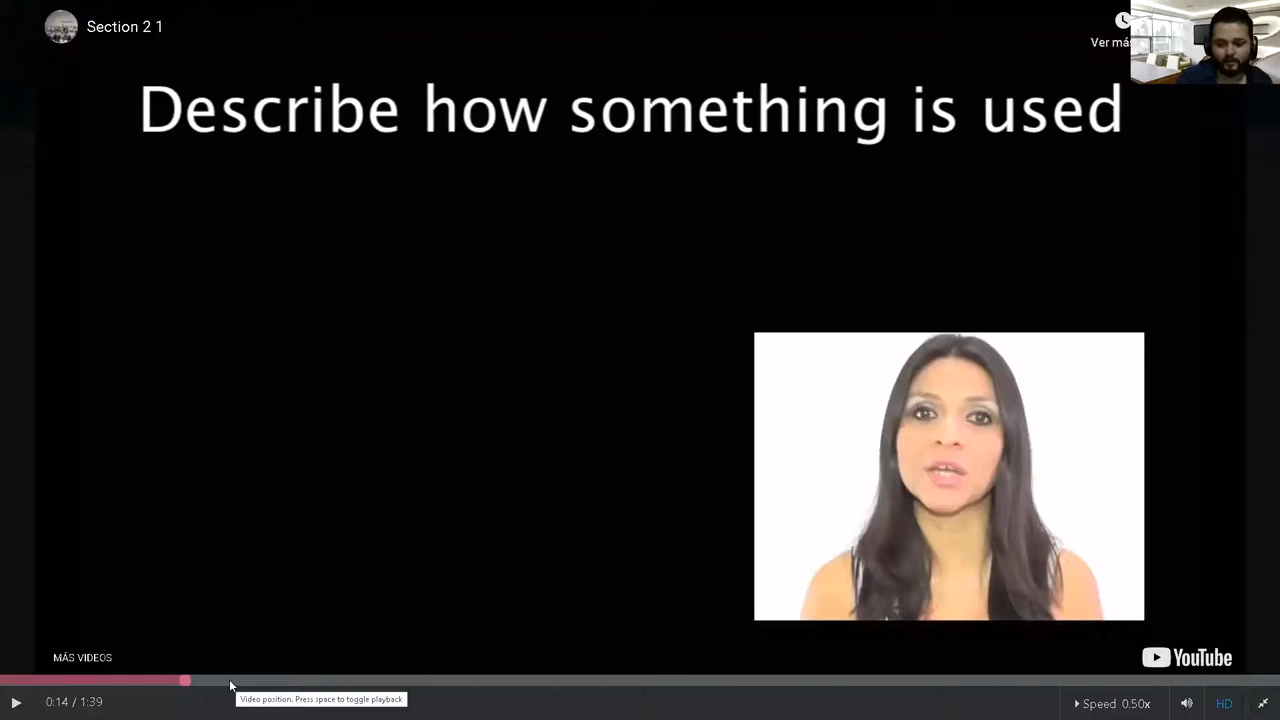 Section 2 1
Ver más
Describe how something is used
MÁS VIDEOS
YouTube
Video position. Press space to toggle playback
0:14 / 1:39
Speed 0.50x
HD